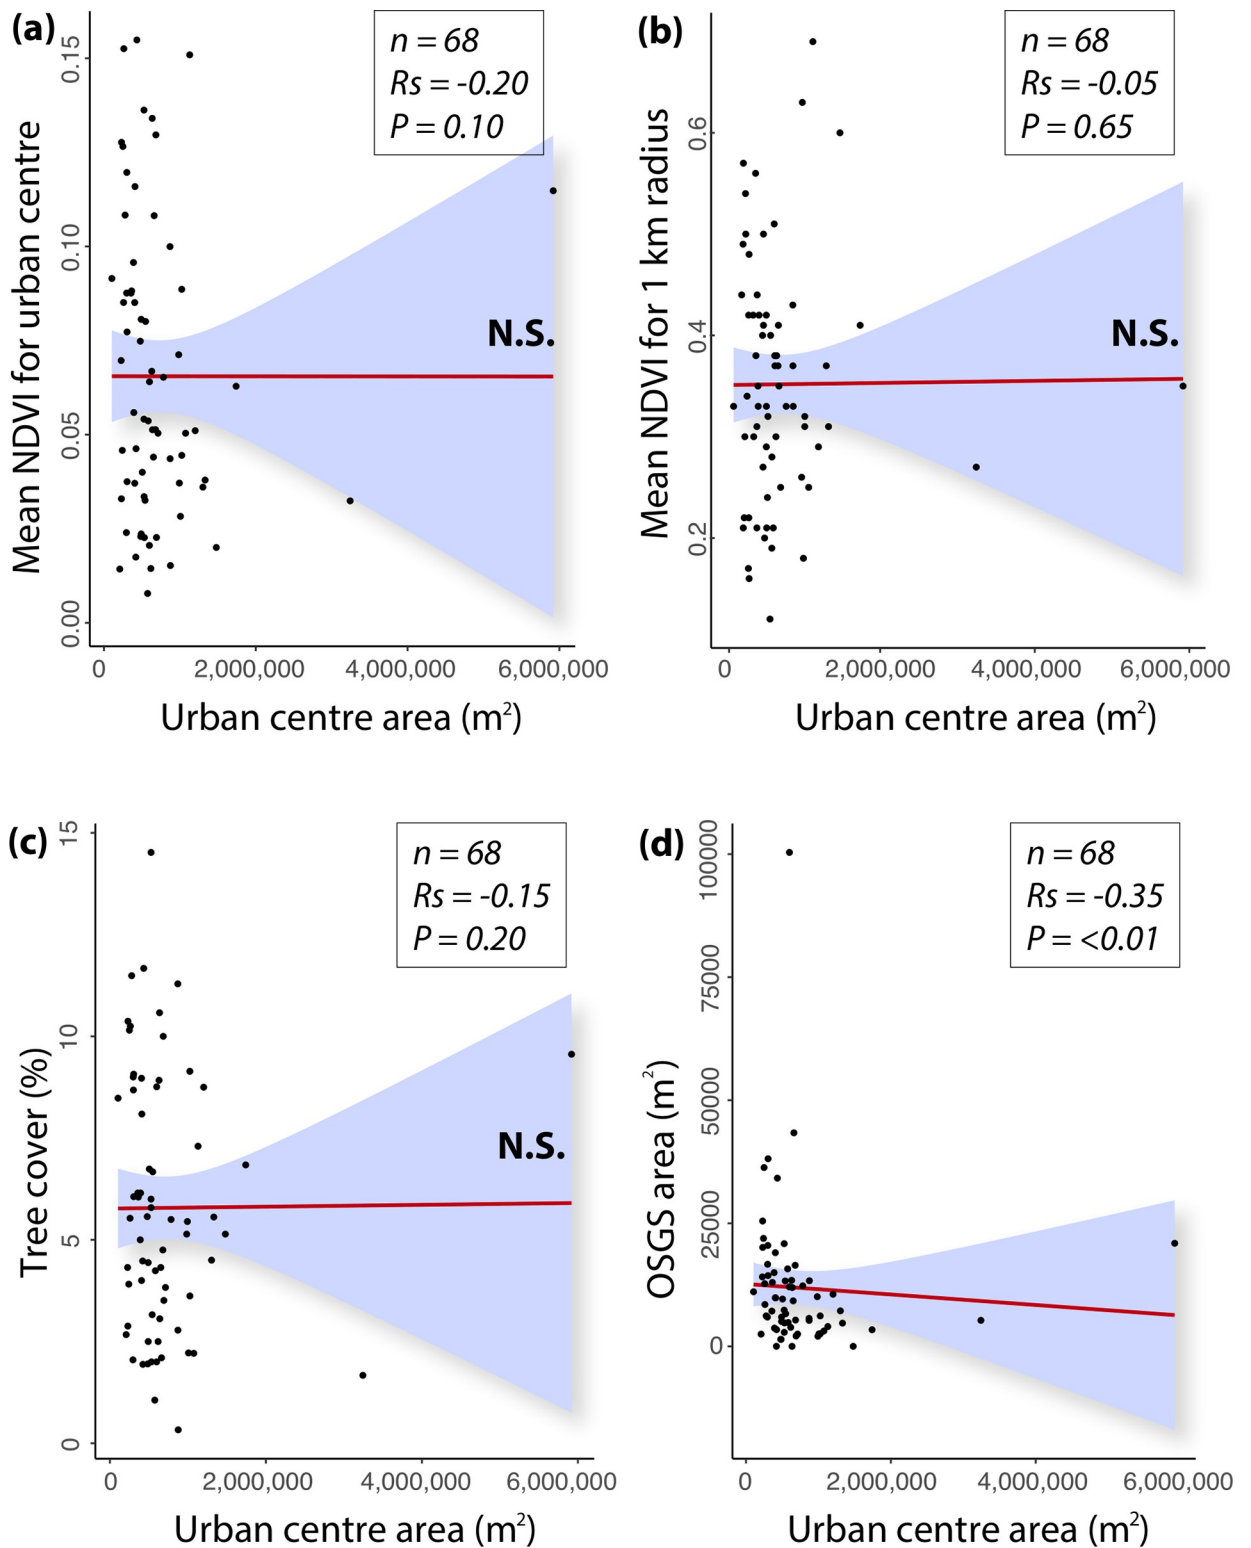 (a)
n = 68
Rs = -0.20
P = 0.10
N.S.
Mean NDVI for urban centre
0.15
0.10
0.05
0.00
0
2,000,000
4,000,000
6,000,000
Urban centre area (m²)
(b)
n = 68
Rs = -0.05
P = 0.65
N.S.
Mean NDVI for 1 km radius
0.6
0.4
0.2
0
2,000,000
4,000,000
6,000,000
Urban centre area (m²)
(c)
n = 68
Rs = -0.15
P = 0.20
N.S.
Tree cover (%)
15
10
5
0
0
2,000,000
4,000,000
6,000,000
Urban centre area (m²)
(d)
n = 68
Rs = -0.35
P = <0.01
OSGS area (m²)
100000
75000
50000
25000
0
0
2,000,000
4,000,000
6,000,000
Urban centre area (m²)